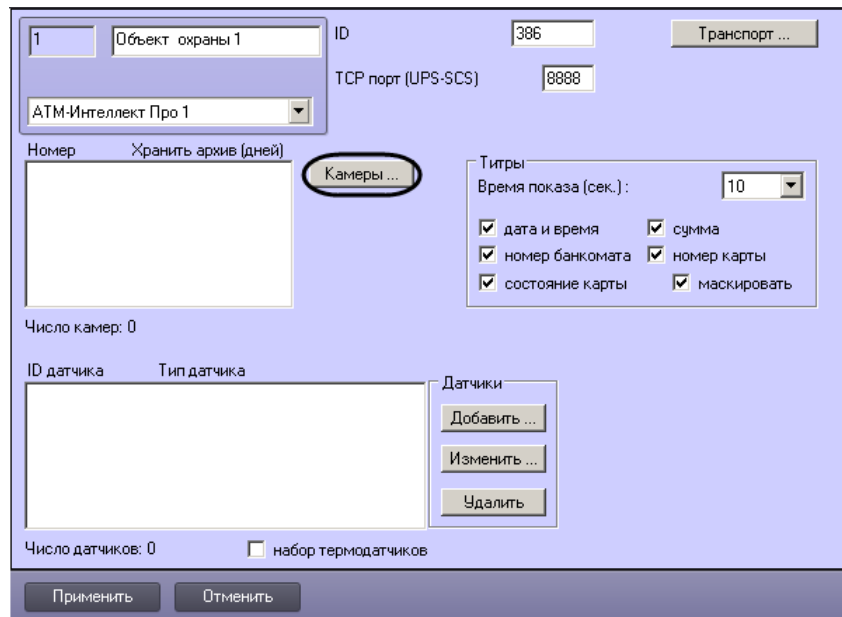 1 Объект охраны 1 ID 386 Транспорт ...
TCP порт (UPS-SCS) 8888
АТМ-Интеллект Про 1
Номер Хранить архив (дней)
Камеры ...
Титры
Время показа (сек.) : 10
дата и время сумма
номер банкомата номер карты
состояние карты маскировать
Число камер: 0
ID датчика Тип датчика
Датчики
Добавить ...
Изменить ...
Удалить
Число датчиков: 0 набор термодатчиков
Применить Отменить